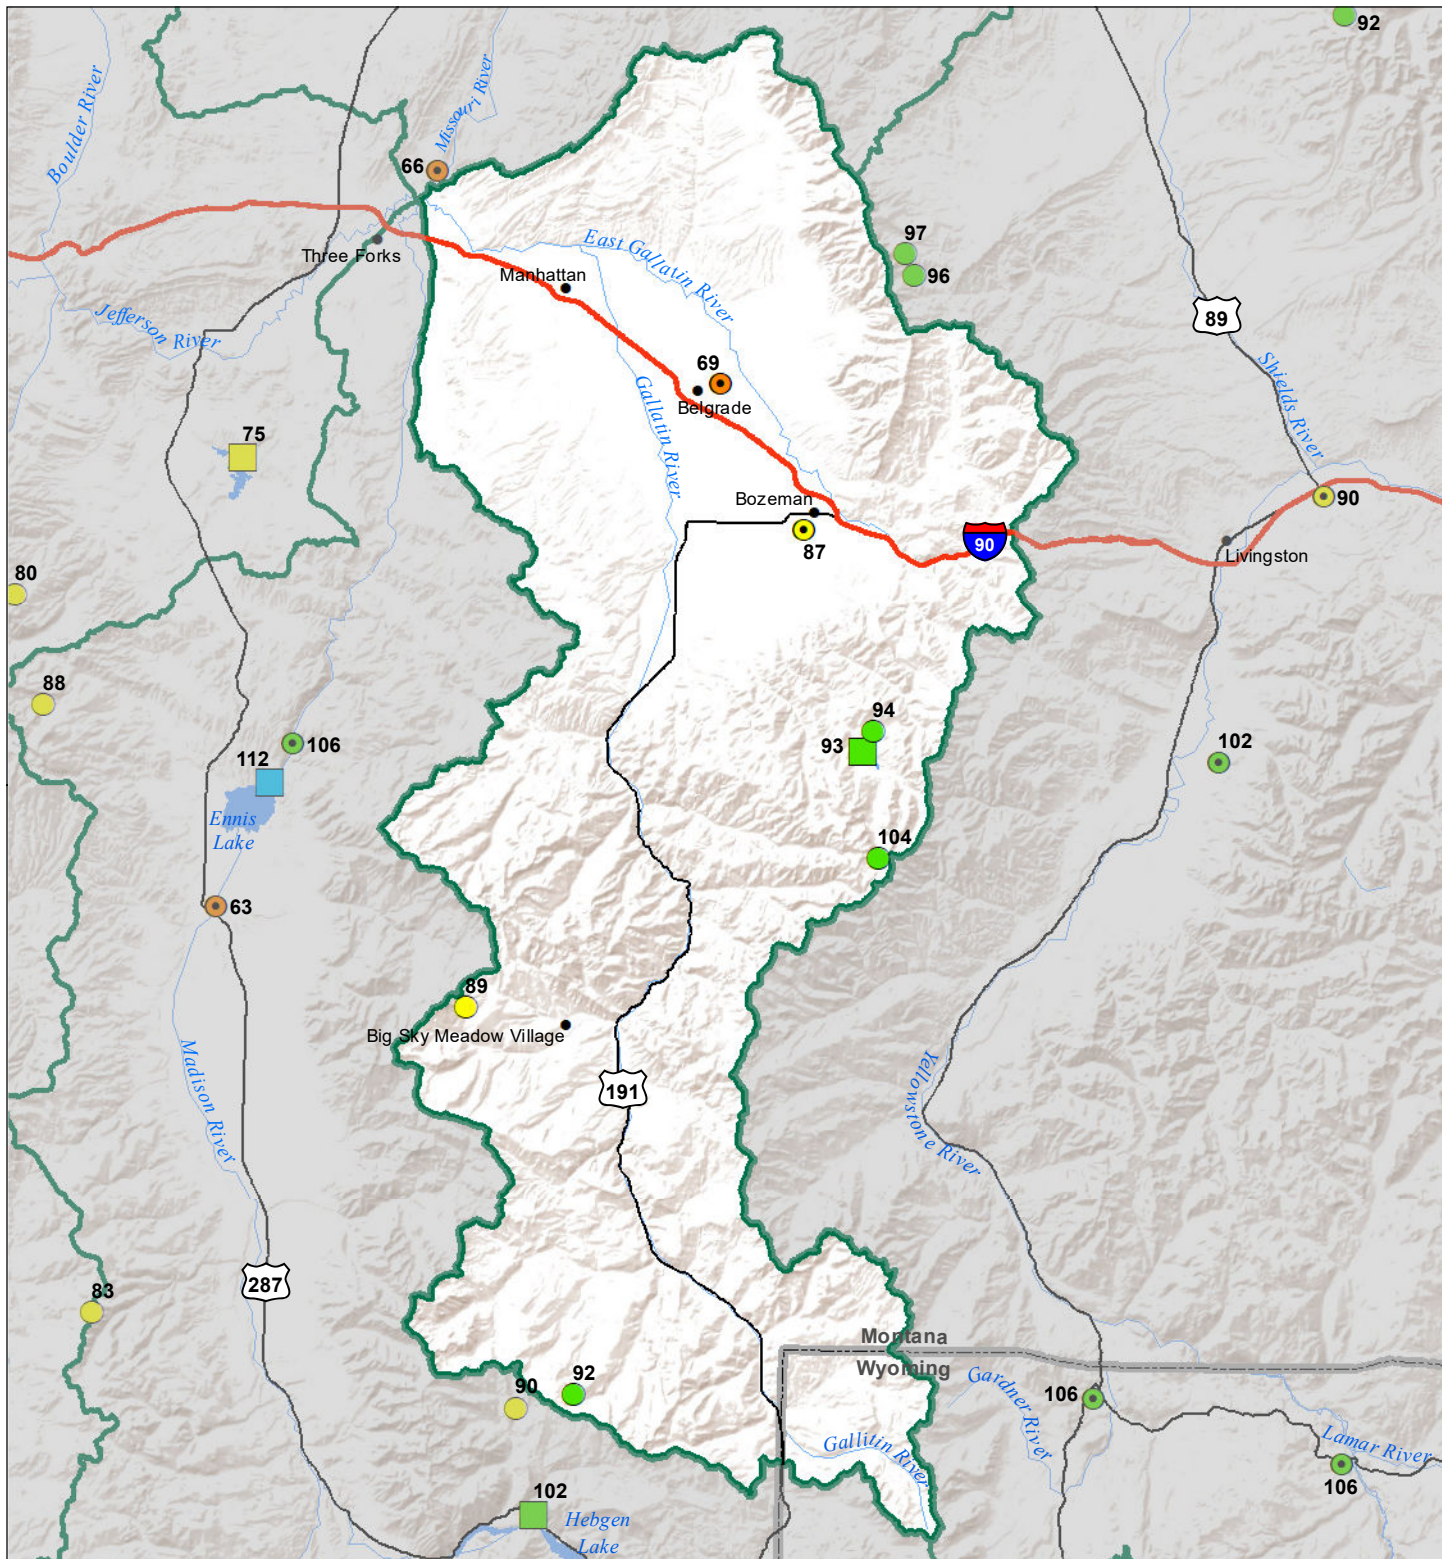 92
Boulder River
Missouri River
66
97
96
East Gallatin River
Three Forks
Manhattan
89
Jefferson River
69
Belgrade
Gallatin River
Shields River
75
Bozeman
90
87
90
Livingston
80
88
94
93
106
112
102
Ennis
Lake
104
63
89
Big Sky Meadow Village
Madison River
191
Yellowstone River
287
83
Montana
Wyoming
92
90
Gardner River
106
Gallitin River
Lamar River
106
102
Hebgen
Lake